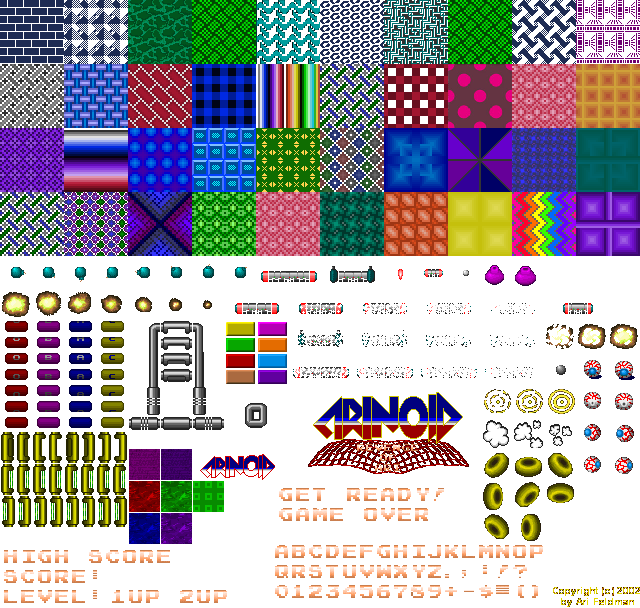 ARINOID
ARINOID
GET READY!
GAME OVER
HIGH SCORE
SCORE:
LEVEL: 1UP 2UP
ABCDEFGHIJKLMNOP
QRSTUVWXYZ.,:!?
0123456789+-$=()
Copyright (c) 2002
by Ari Feldman